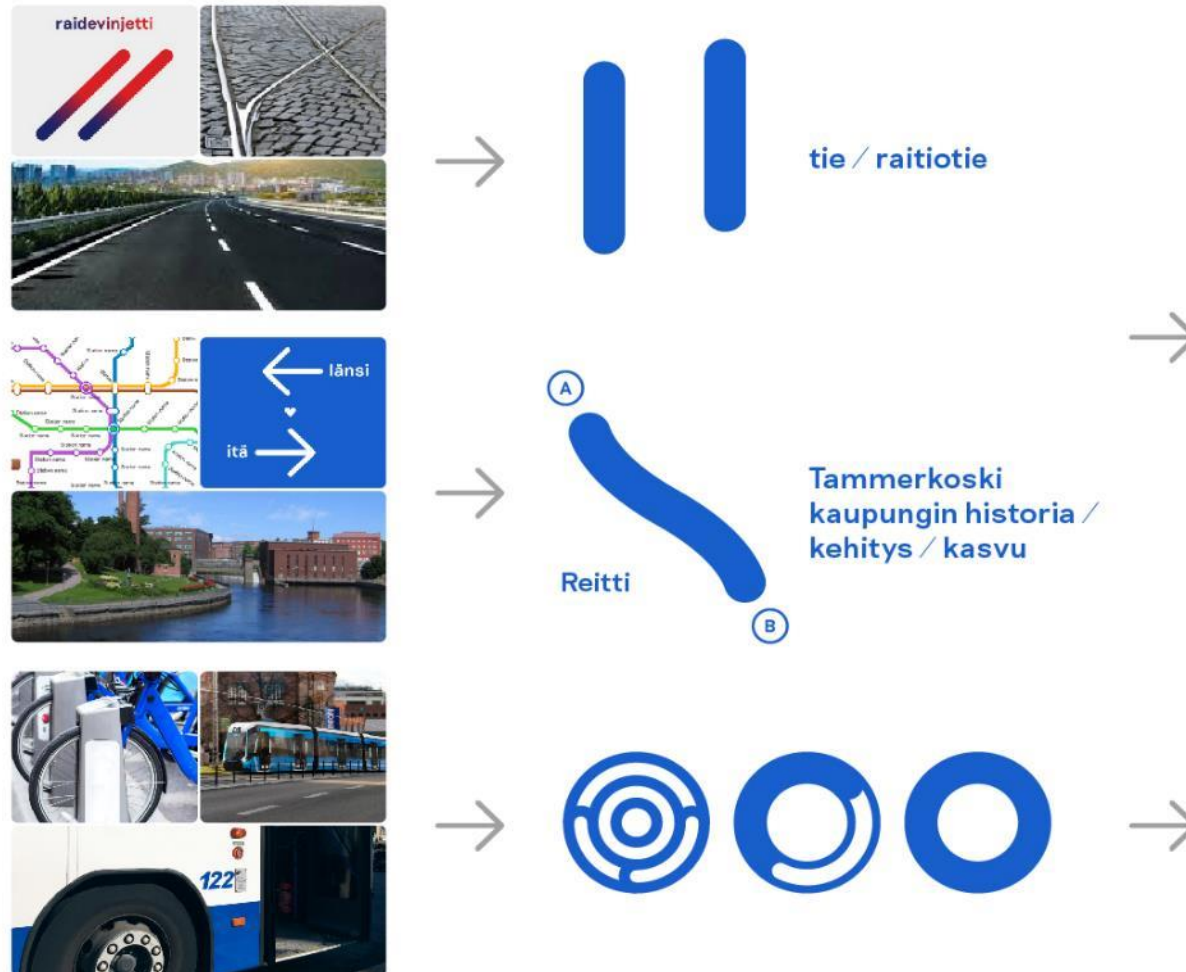 raidevinjetti
tie / raitiotie
länsi
itä
A
Tammerkoski
kaupungin historia /
kehitys / kasvu
Reitti
B
122